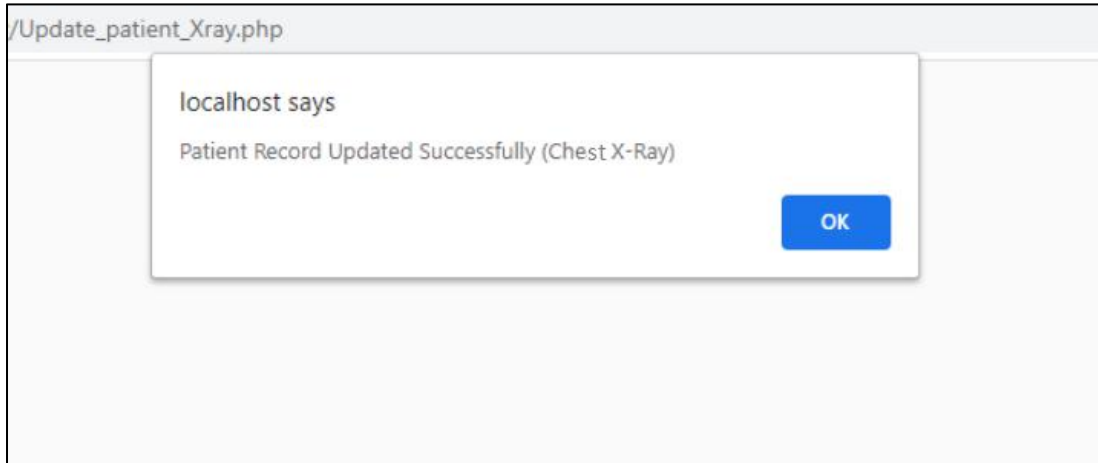 /Update_patient_Xray.php
localhost says
Patient Record Updated Successfully (Chest X-Ray)
OK